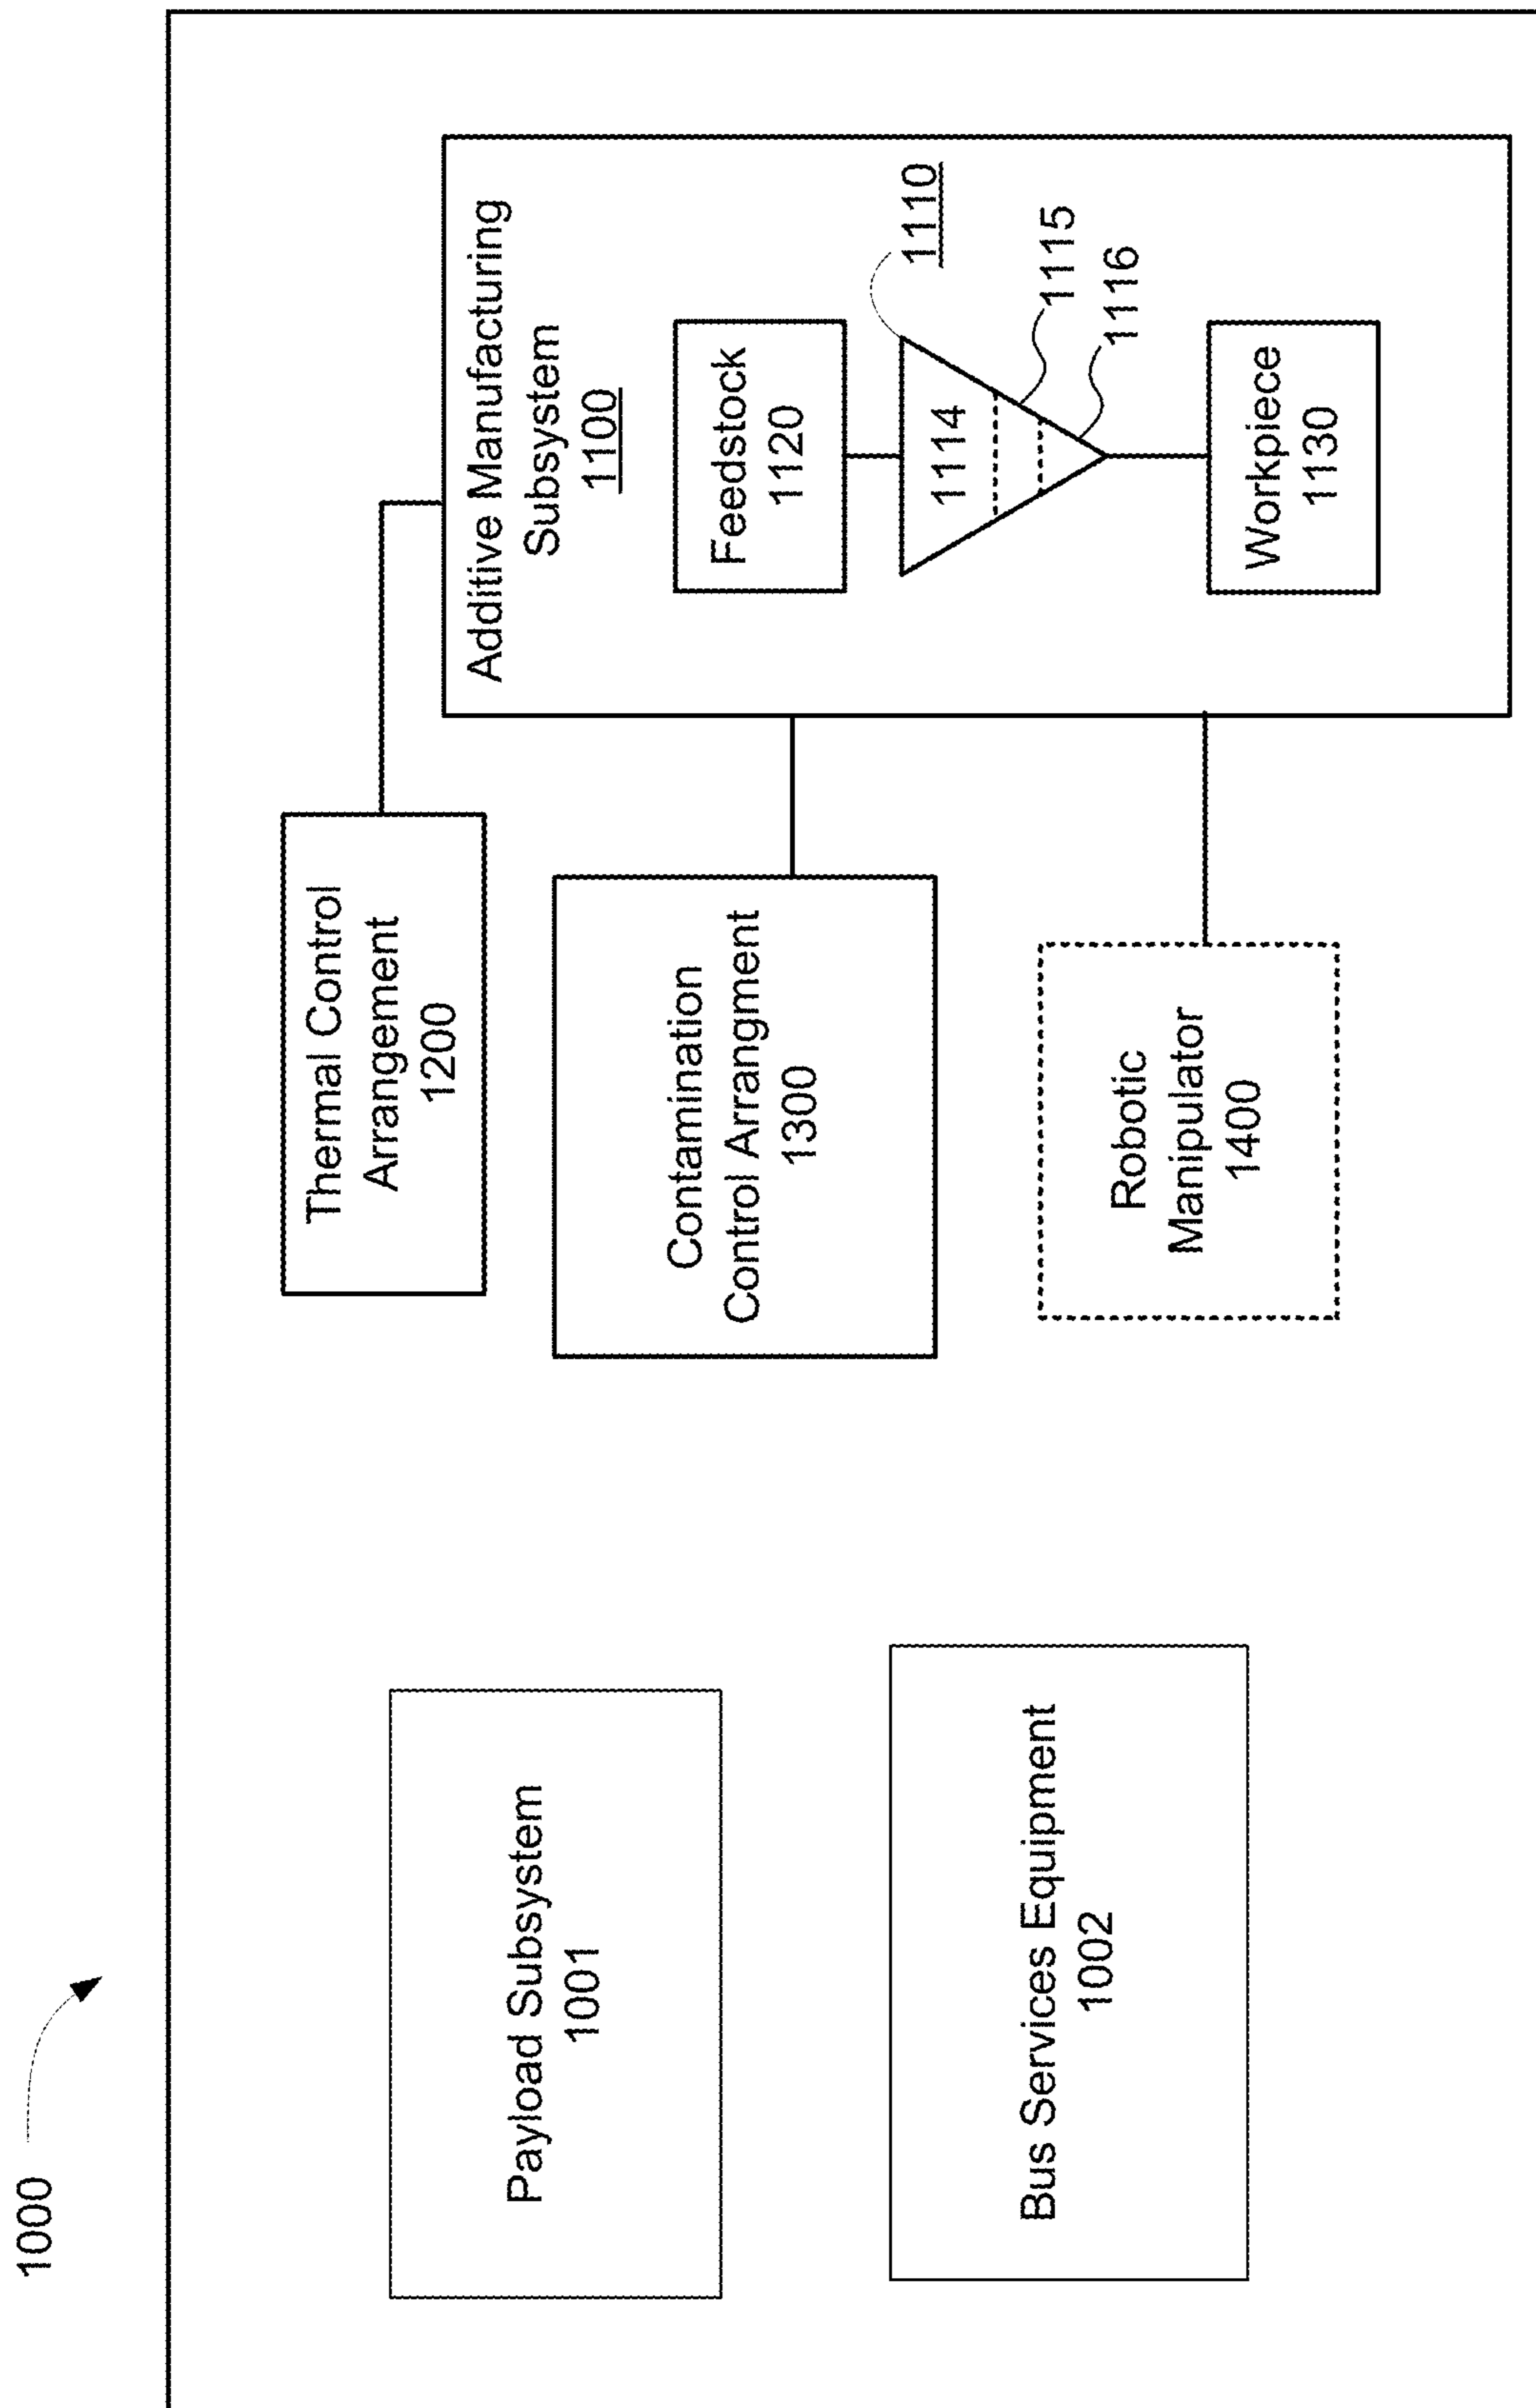 1000
Payload Subsystem
1001
Bus Services Equipment
1002
Thermal Control
Arrangement
1200
Contamination
Control Arrangment
1300
Robotic
Manipulator
1400
Additive Manufacturing
Subsystem
1100
Feedstock
1120
1110
1114
1115
1116
Workpiece
1130